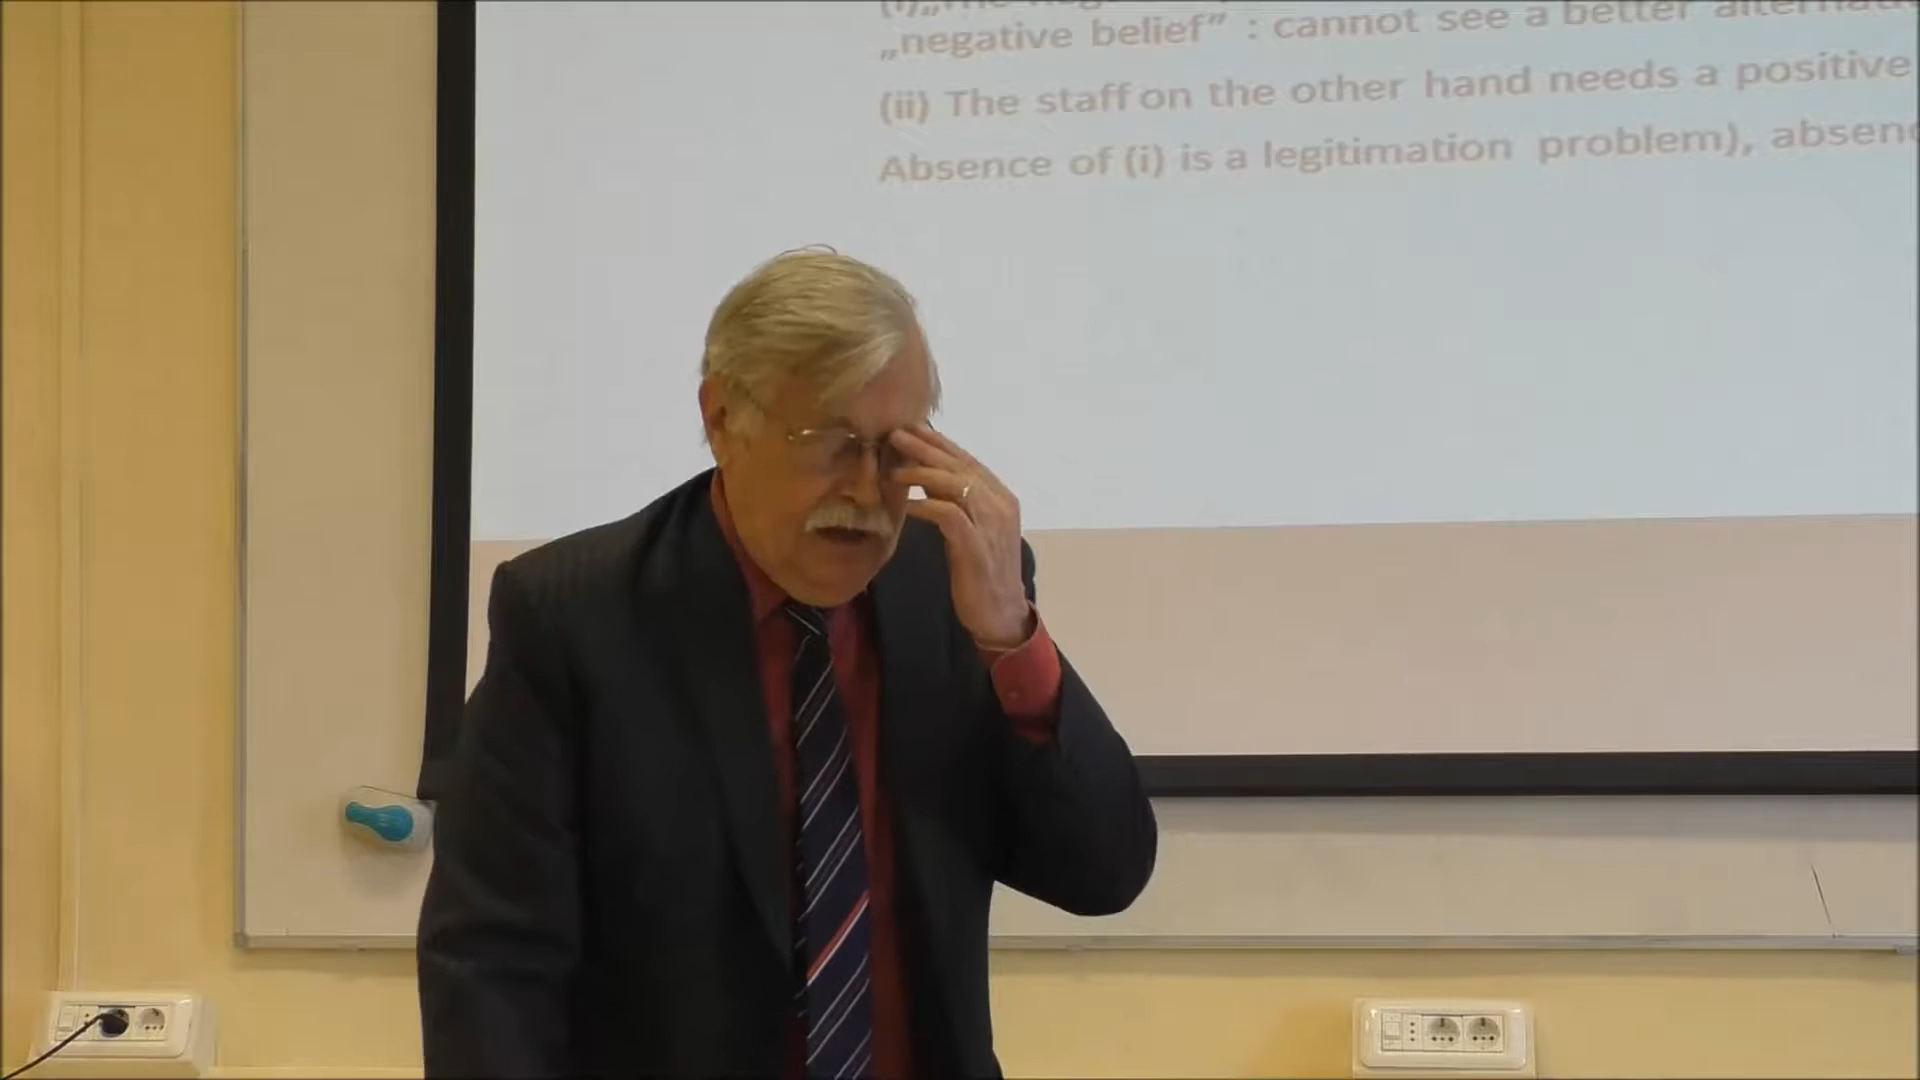 „negative belief” : cannot see a better
(ii) The staff on the other hand needs a positive
Absence of (i) is a legitimation problem), absenc